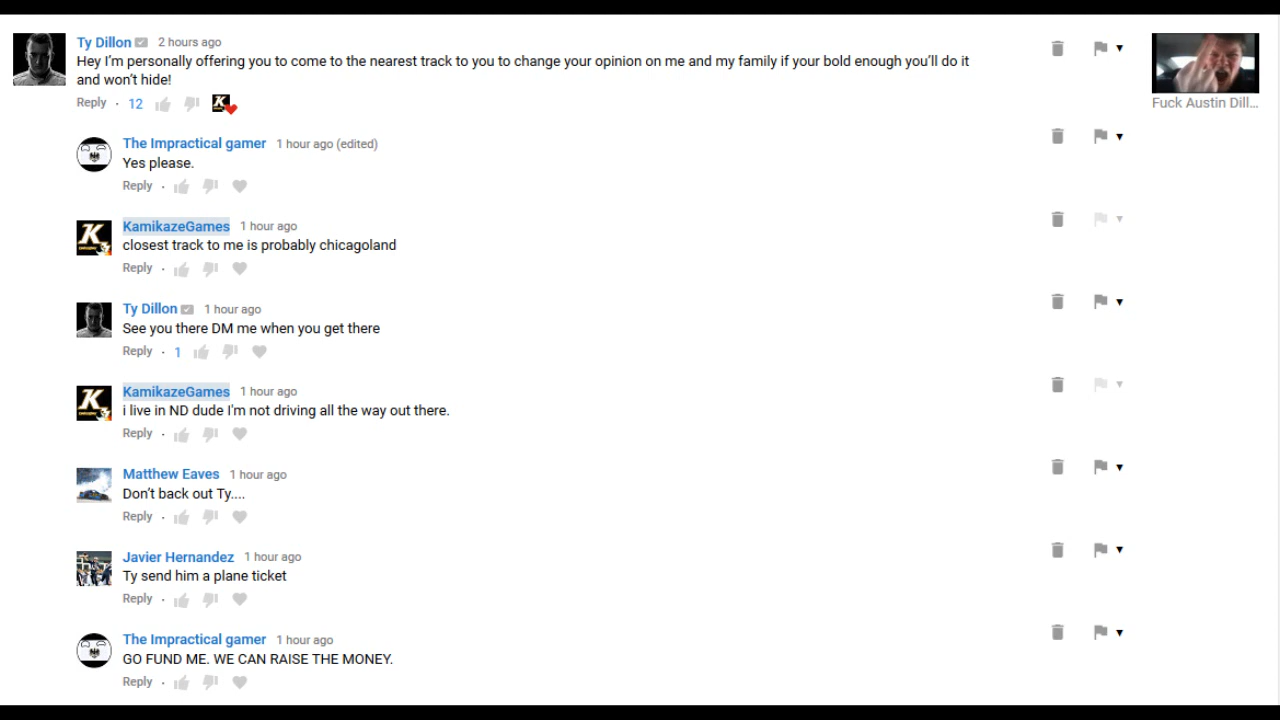 Ty Dillon 2 hours ago
Hey I'm personally offering you to come to the nearest track to you to change your opinion on me and my family if your bold enough you'll do it
and won't hide!
Reply · 12
Fuck Austin Dill...
The Impractical gamer 1 hour ago (edited)
Yes please.
Reply ·
KamikazeGames 1 hour ago
closest track to me is probably chicagoland
Reply ·
Ty Dillon 1 hour ago
See you there DM me when you get there
Reply · 1
KamikazeGames 1 hour ago
i live in ND dude I'm not driving all the way out there.
Reply ·
Matthew Eaves 1 hour ago
Don't back out Ty....
Reply ·
Javier Hernandez 1 hour ago
Ty send him a plane ticket
Reply ·
The Impractical gamer 1 hour ago
GO FUND ME. WE CAN RAISE THE MONEY.
Reply ·